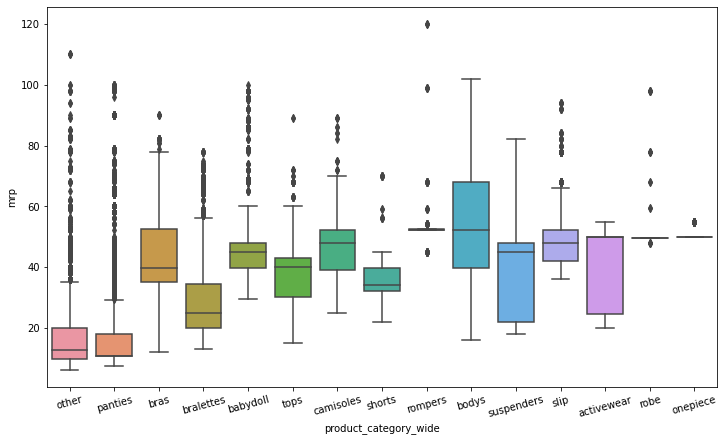 120
100
80
60
40
20
mrp
other panties bras bralettes babydoll tops camisoles shorts rompers bodys suspenders slip activewear robe onepiece
product_category_wide